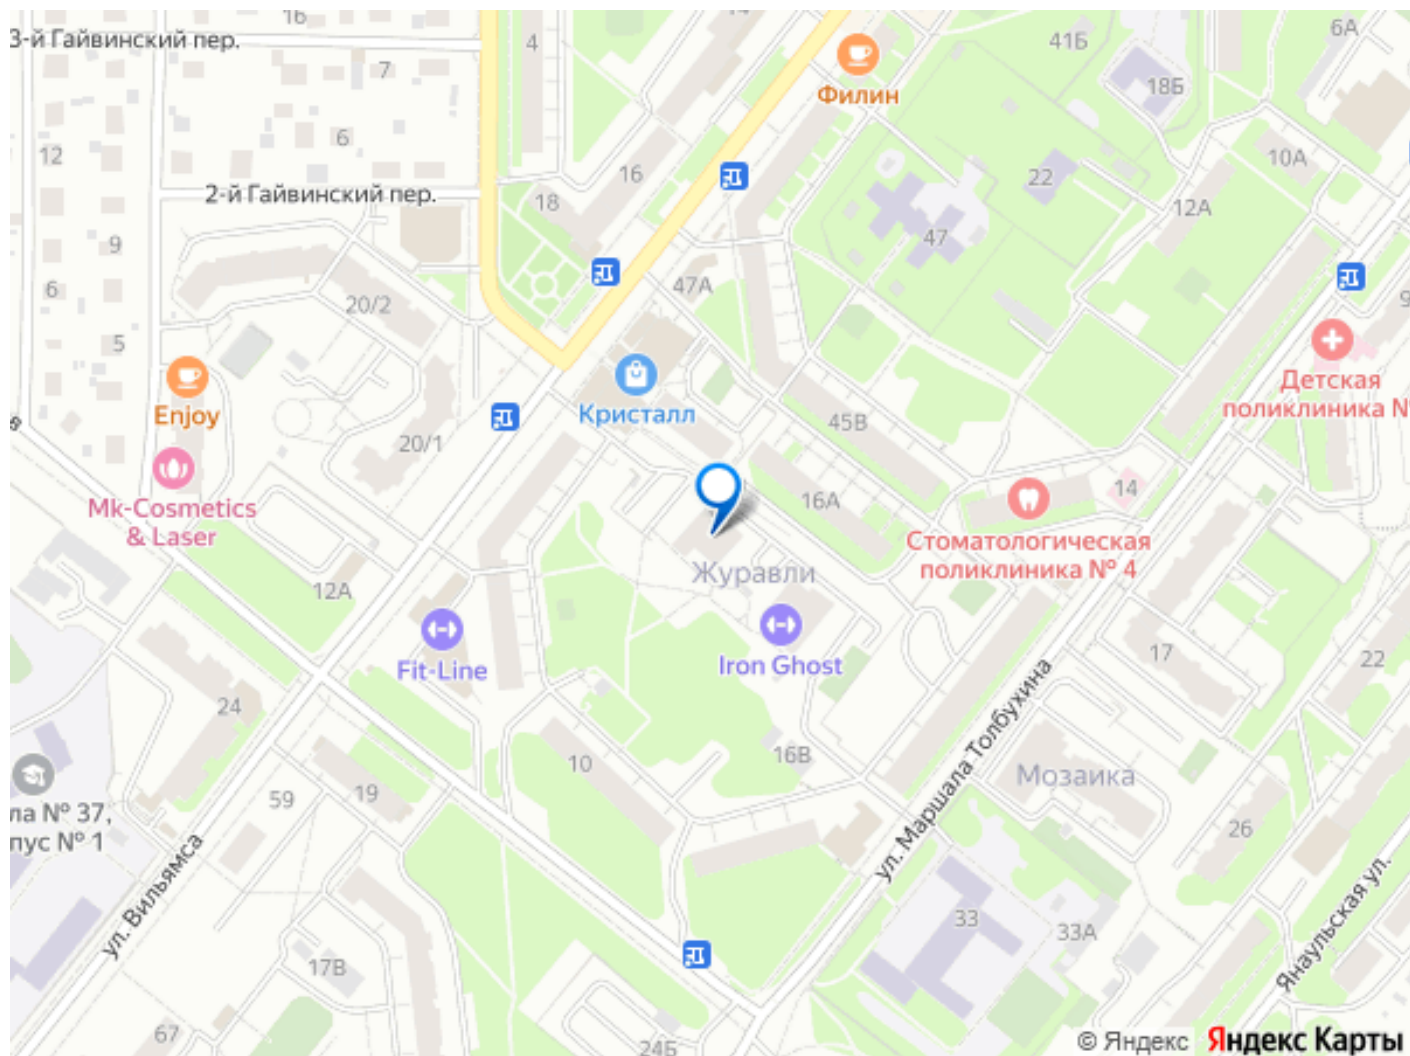 16
14
3-й Гайвинский пер.
4
41Б
6А
7
Филин
18Б
6
12
10А
16
22
2-й Гайвинский пер.
18
12А
9
47
6
47А
20/2
9
5
Детская
поликлиника №
Enjoy
Кристалл
45В
20/1
14
16А
Mk-Cosmetics
& Laser
Стоматологическая
поликлиника № 4
Журавли
12А
Iron Ghost
Fit-Line
17
22
24
16В
10
Мозаика
ул. Маршала Толбухина
19
59
ла № 37,
пус № 1
26
ул. Вильямса
33
33А
Янаульская ул.
17В
67
24Б
© Яндекс
Яндекс Карты